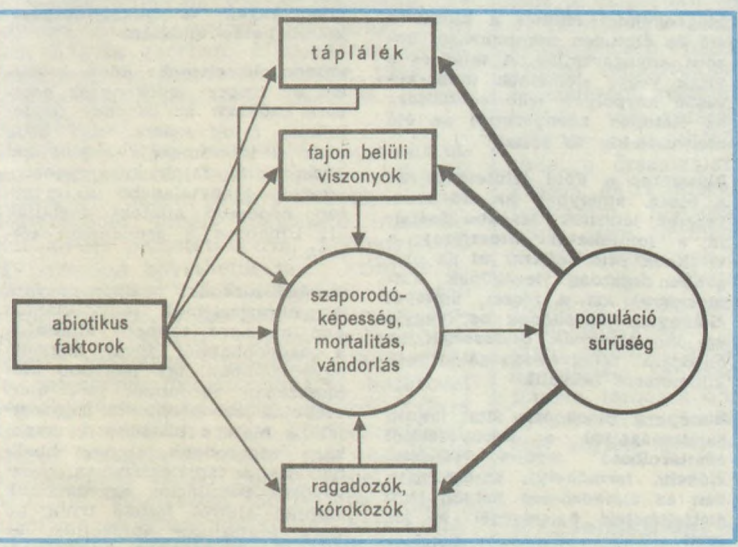 táplálék
fajon belüli
viszonyok
abiotikus
faktorok
szaporodó-
képesség,
mortalitás,
vándorlás
populáció
sűrűség
ragadozók,
kórokozók